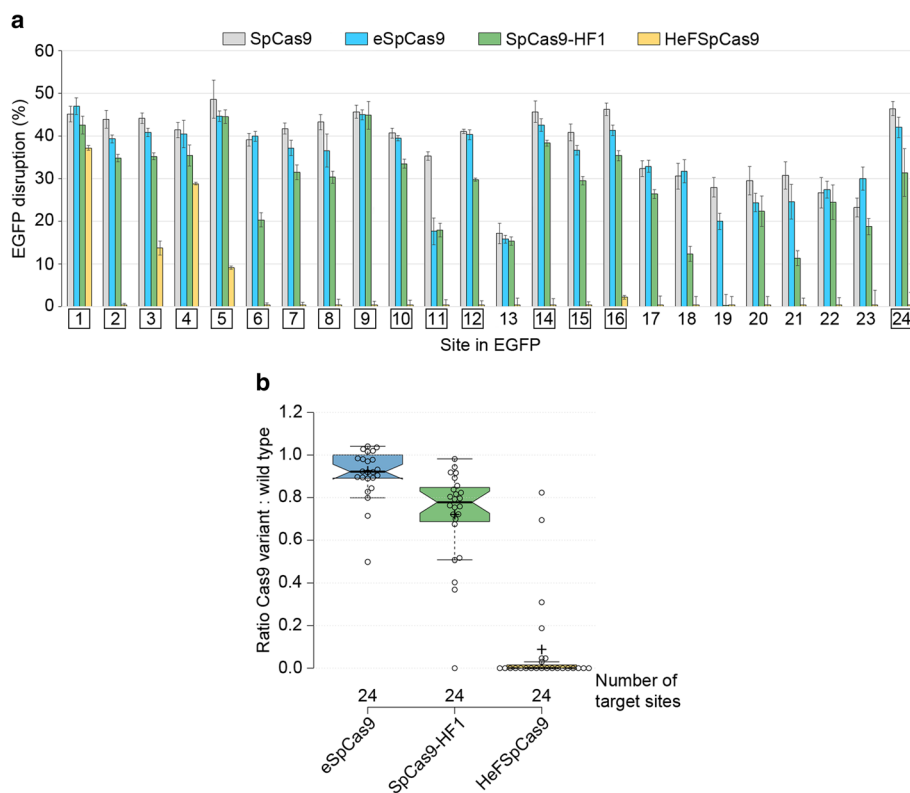 a
SpCas9 eSpCas9 SpCas9-HF1 HeFSpCas9
EGFP disruption (%)
60
50
40
30
20
10
0
1 2 3 4 5 6 7 8 9 10 11 12 13 14 15 16 17 18 19 20 21 22 23 24
Site in EGFP
b
Ratio Cas9 variant : wild type
1.2
1.0
0.8
0.6
0.4
0.2
0.0
24 24 24
Number of
target sites
eSpCas9
SpCas9-HF1
HeFSpCas9